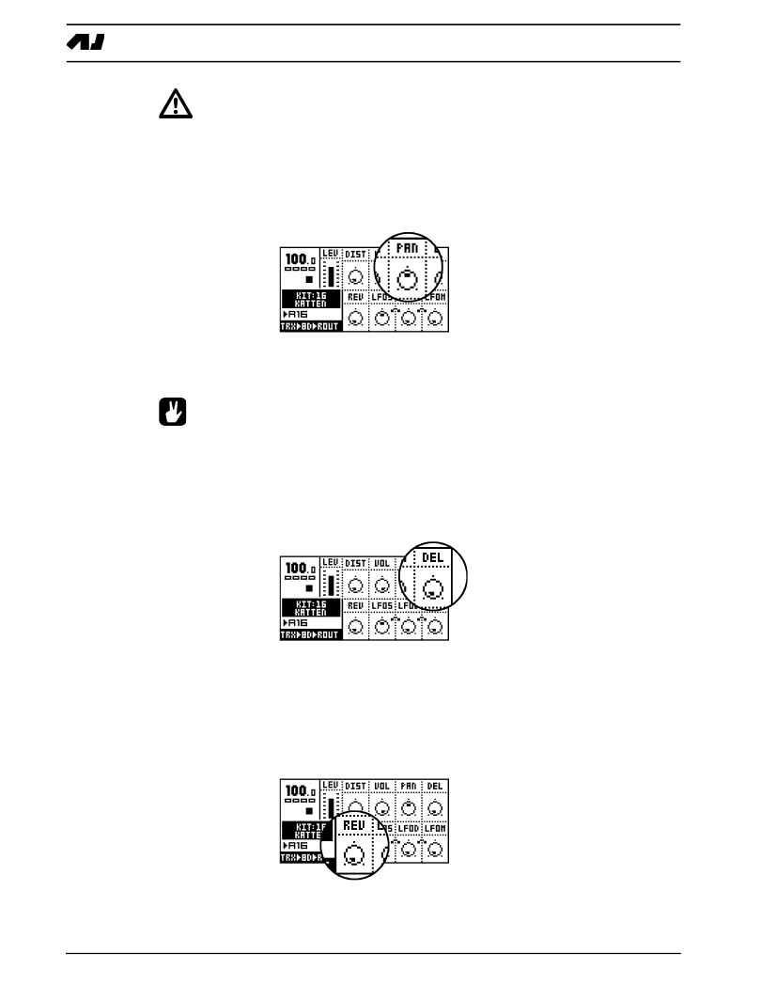 LEV DIST PAN
100.0
KIT:16
KATTEN
REV LFOS LFOM
A16
TRX▶BD▶ROUT
LEV DIST VOL DEL
100.0
KIT:16
KATTEN
REV LFOS
A16
TRX▶BD▶ROUT
LEV DIST VOL PAN DEL
100.0
REV LFOD LFOM
A16